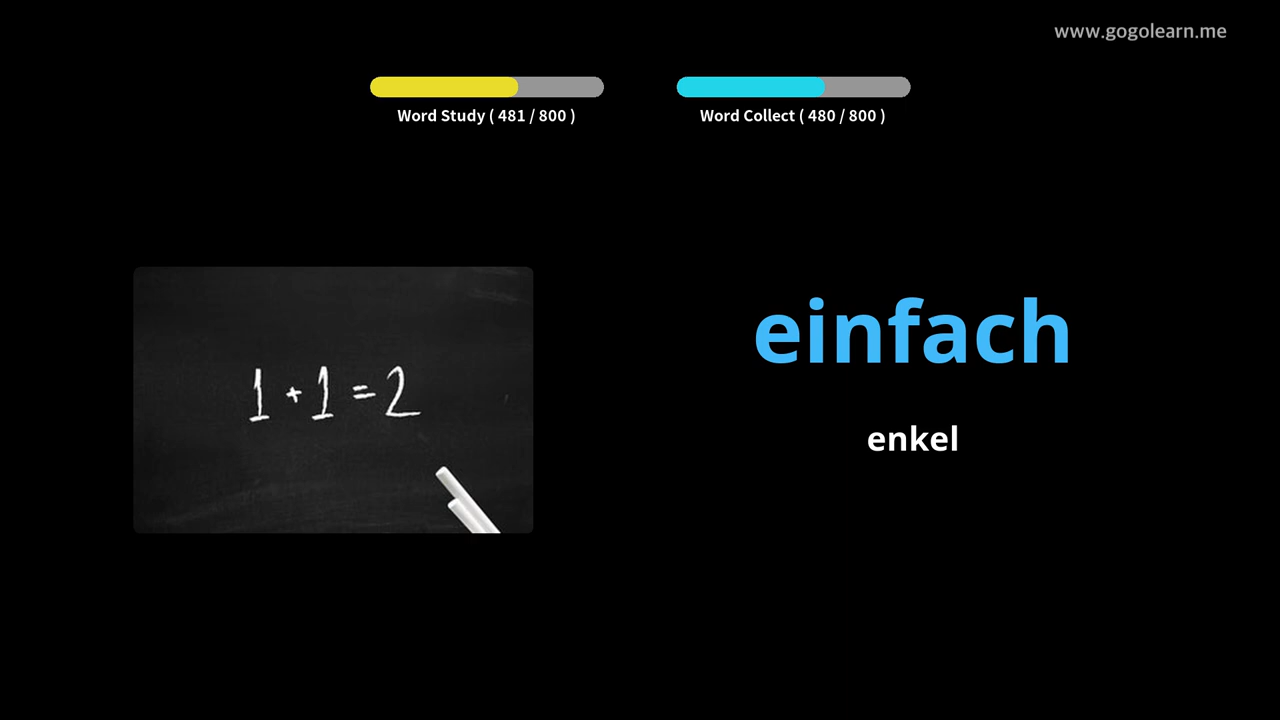 www.gogolearn.me
Word Study ( 481 / 800 )
Word Collect ( 480 / 800 )
1 + 1 = 2
einfach
enkel